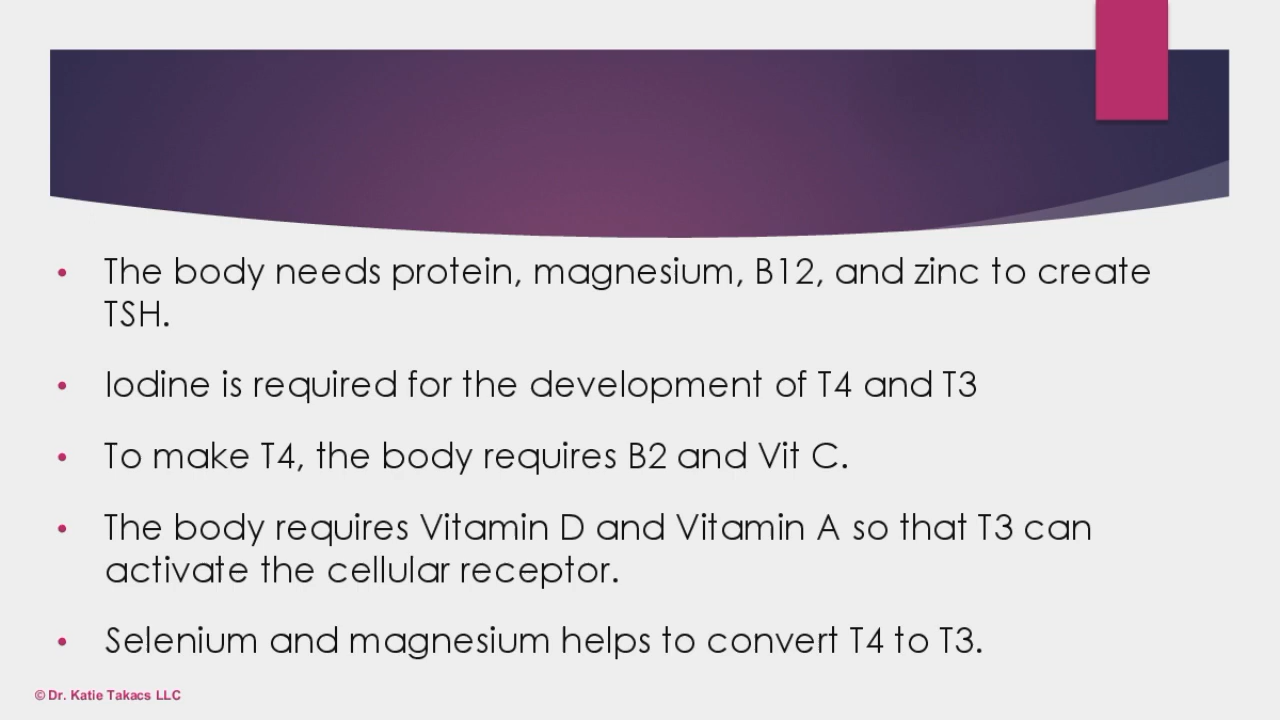 • The body needs protein, magnesium, B12, and zinc to create
TSH.
• Iodine is required for the development of T4 and T3
• To make T4, the body requires B2 and Vit C.
• The body requires Vitamin D and Vitamin A so that T3 can
activate the cellular receptor.
• Selenium and magnesium helps to convert T4 to T3.
© Dr. Katie Takacs LLC